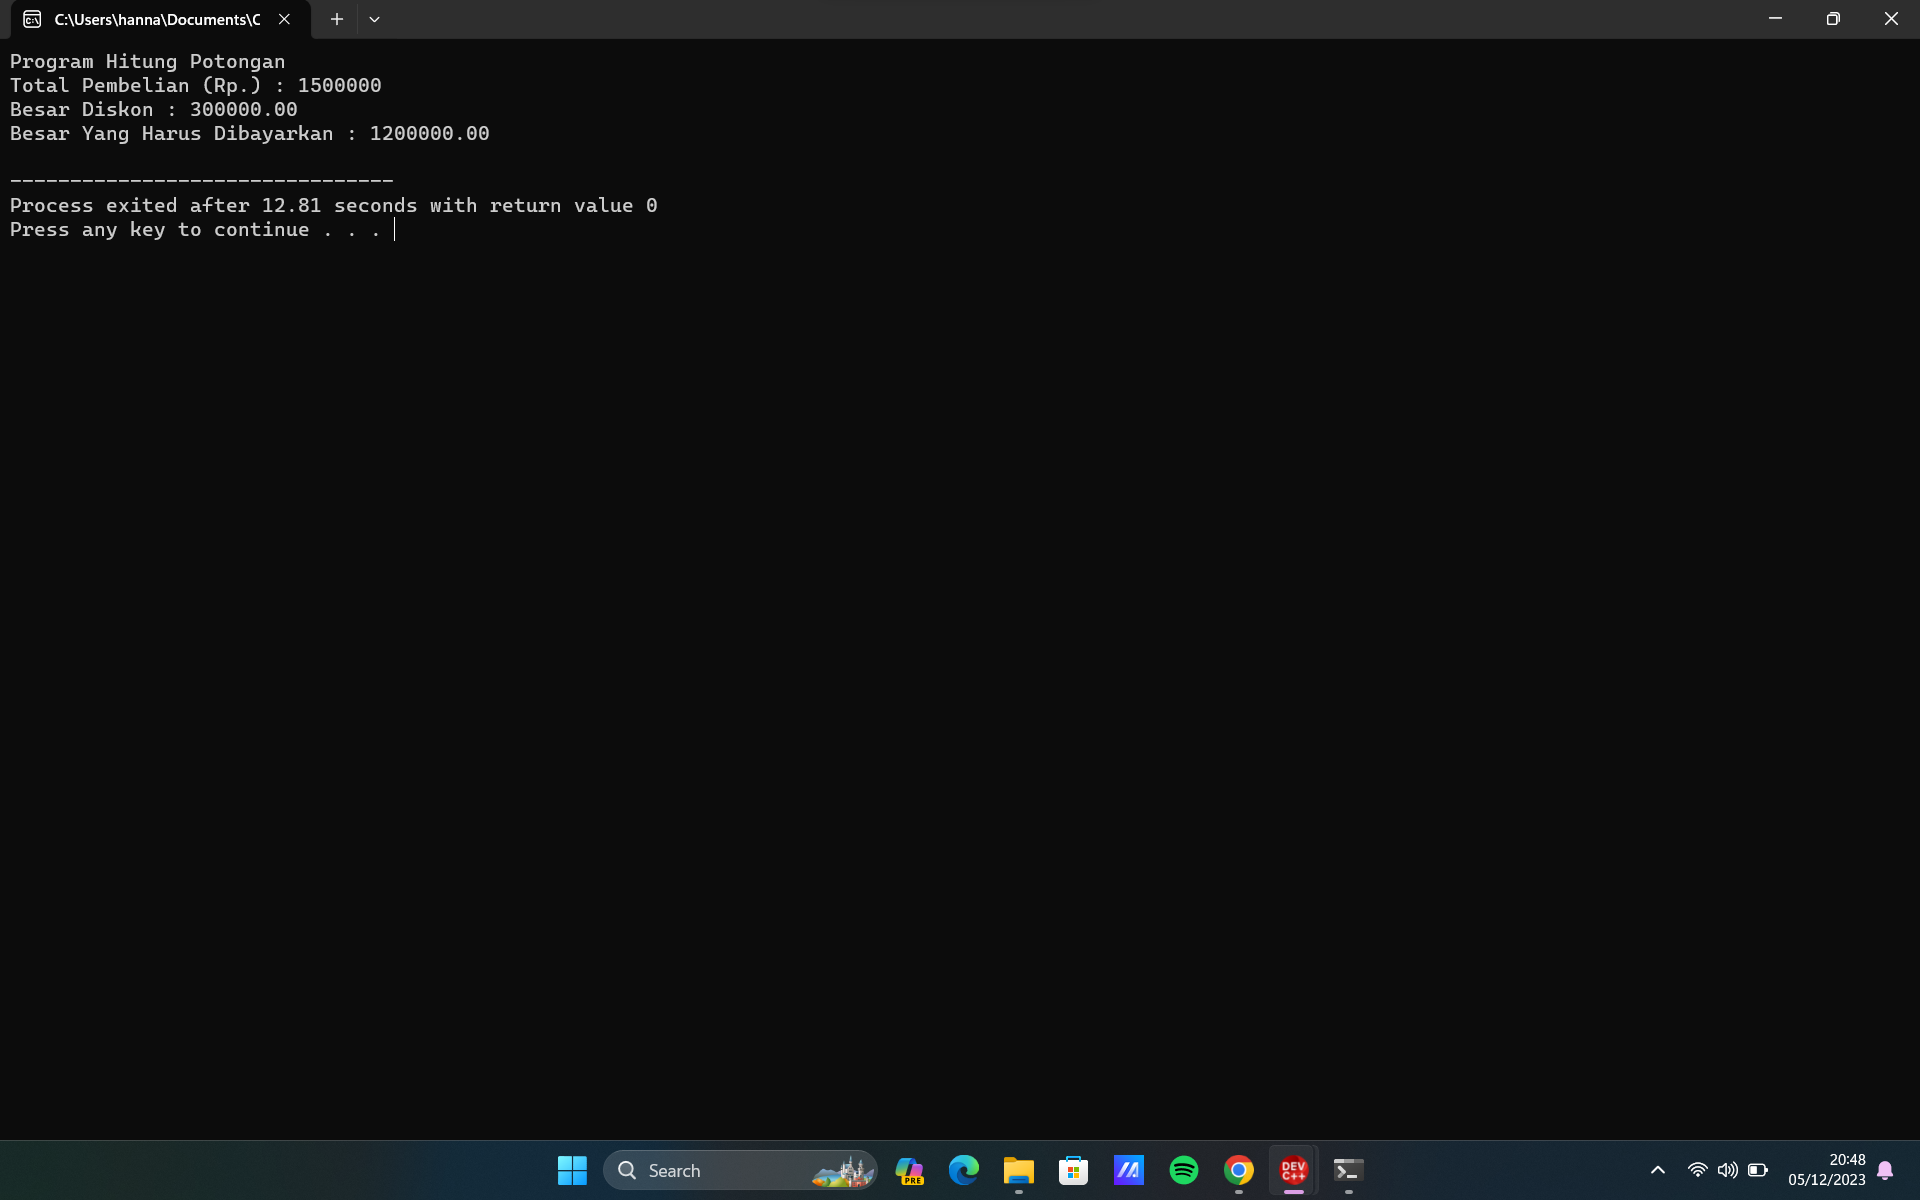 C:\Users\hanna\Documents\C
Program Hitung Potongan
Total Pembelian (Rp.) : 1500000
Besar Diskon : 300000.00
Besar Yang Harus Dibayarkan : 1200000.00
--------------------------------
Process exited after 12.81 seconds with return value 0
Press any key to continue . . .
Search
PRE
DEV
C++
20:48
05/12/2023